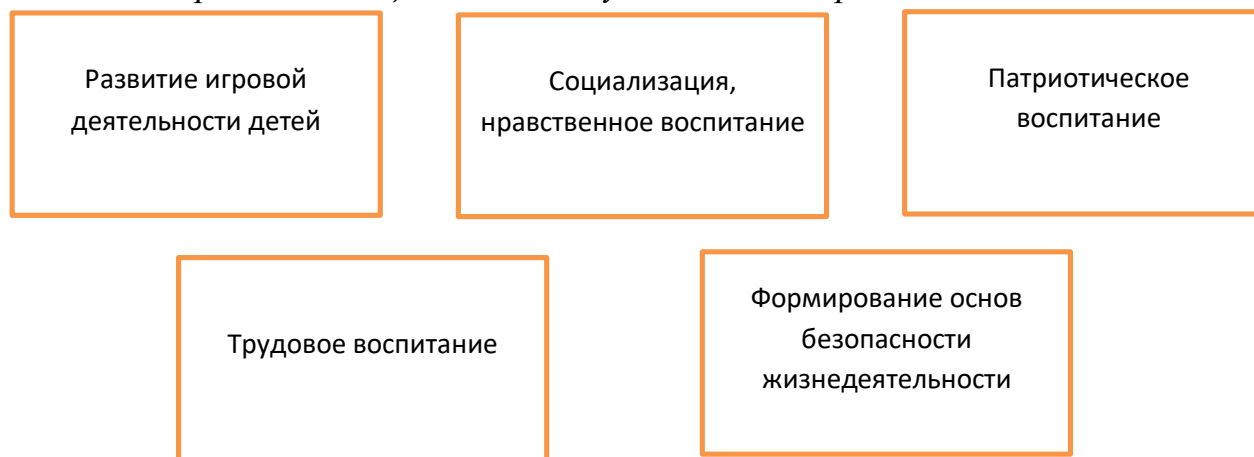 Развитие игровой
деятельности детей
Социализация,
нравственное воспитание
Патриотическое
воспитание
Трудовое воспитание
Формирование основ
безопасности
жизнедеятельности